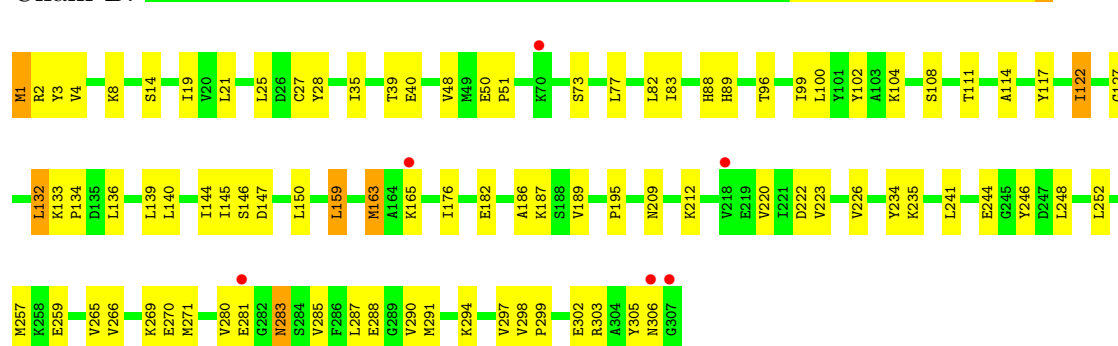 M1 R2 Y3 V4 K8 S14 I19 V20 L21 L25 D26 C27 Y28 I35 T39 E40 V48 M49 E50 P51 K70 S73 L77 L82 I83 H88 H89 T96 I99 L100 Y101 Y102 A103 K104 S108 T111 A114 Y117 I122
L132 K133 P134 D135 L136 L139 L140 I144 I145 S146 D147 L150 L159 M163 A164 K165 I176 E182 A186 K187 S188 V189 P195 N209 K212 V218 E219 V220 I221 D222 V223 V226 Y234 K235 L241 E244 G245 Y246 D247 L248 L252
M257 K258 E259 V265 V266 K269 E270 M271 V280 E281 G282 N283 S284 V285 F286 L287 E288 G289 V290 M291 K294 V297 V298 P299 E302 R303 A304 Y305 N306 G307